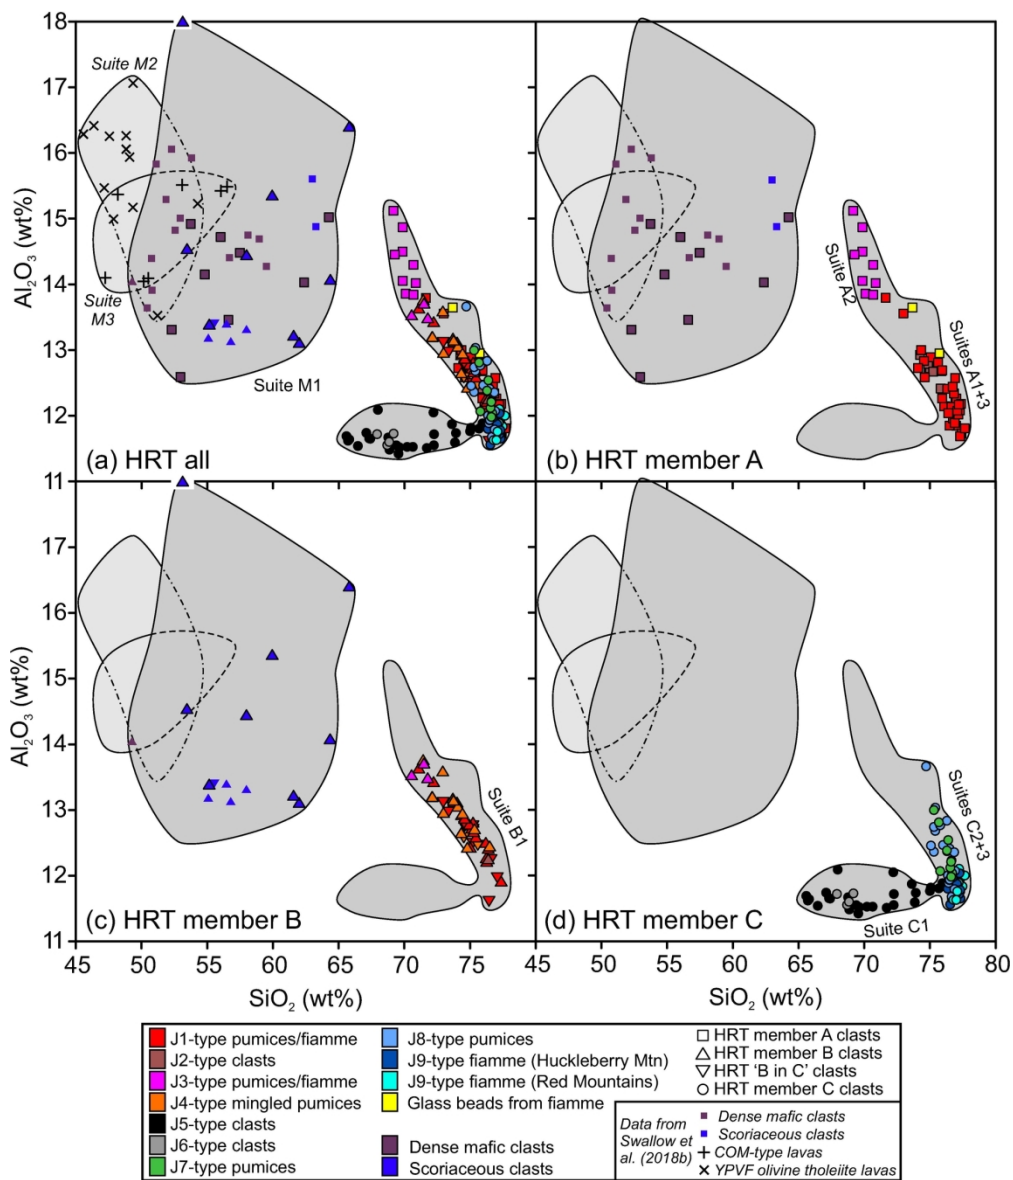 18
17
16
15
14
13
12
11
Al2O3 (wt%)
Suite M2
Suite M3
Suite M1
(a) HRT all
Suite A2
Suites A1+3
(b) HRT member A
11
17
16
15
14
13
12
11
Al2O3 (wt%)
Suite B1
(c) HRT member B
Suites C2+3
Suite C1
(d) HRT member C
45 50 55 60 65 70 75 45 50 55 60 65 70 75 80
SiO2 (wt%) SiO2 (wt%)
J1-type pumices/fiamme
J2-type clasts
J3-type pumices/fiamme
J4-type mingled pumices
J5-type clasts
J6-type clasts
J7-type pumices
J8-type pumices
J9-type fiamme (Huckleberry Mtn)
J9-type fiamme (Red Mountains)
Glass beads from fiamme
Dense mafic clasts
Scoriaceous clasts
HRT member A clasts
HRT member B clasts
HRT 'B in C' clasts
HRT member C clasts
Data from
Swallow et
al. (2018b)
Dense mafic clasts
Scoriaceous clasts
COM-type lavas
YPVF olivine tholeiite lavas